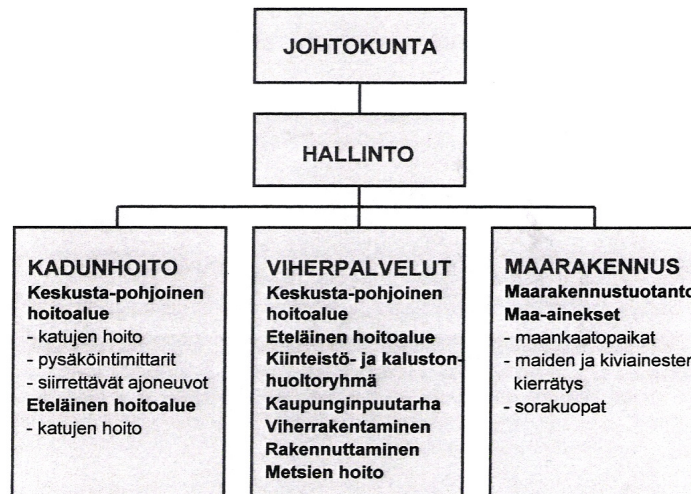 JOHTOKUNTA
HALLINTO
KADUNHOITO
Keskusta-pohjoinen
hoitoalue
- katujen hoito
- pysäköintimittarit
- siirrettävät ajoneuvot
Eteläinen hoitoalue
- katujen hoito
VIHERPALVELUT
Keskusta-pohjoinen
hoitoalue
Eteläinen hoitoalue
Kiinteistö- ja kaluston-
huoltoryhmä
Kaupunginpuutarha
Viherrakentaminen
Rakennuttaminen
Metsien hoito
MAARAKENNUS
Maarakennustuotanto
Maa-ainekset
- maankaatopaikat
- maiden ja kiviainesten
kierrätys
- sorakuopat